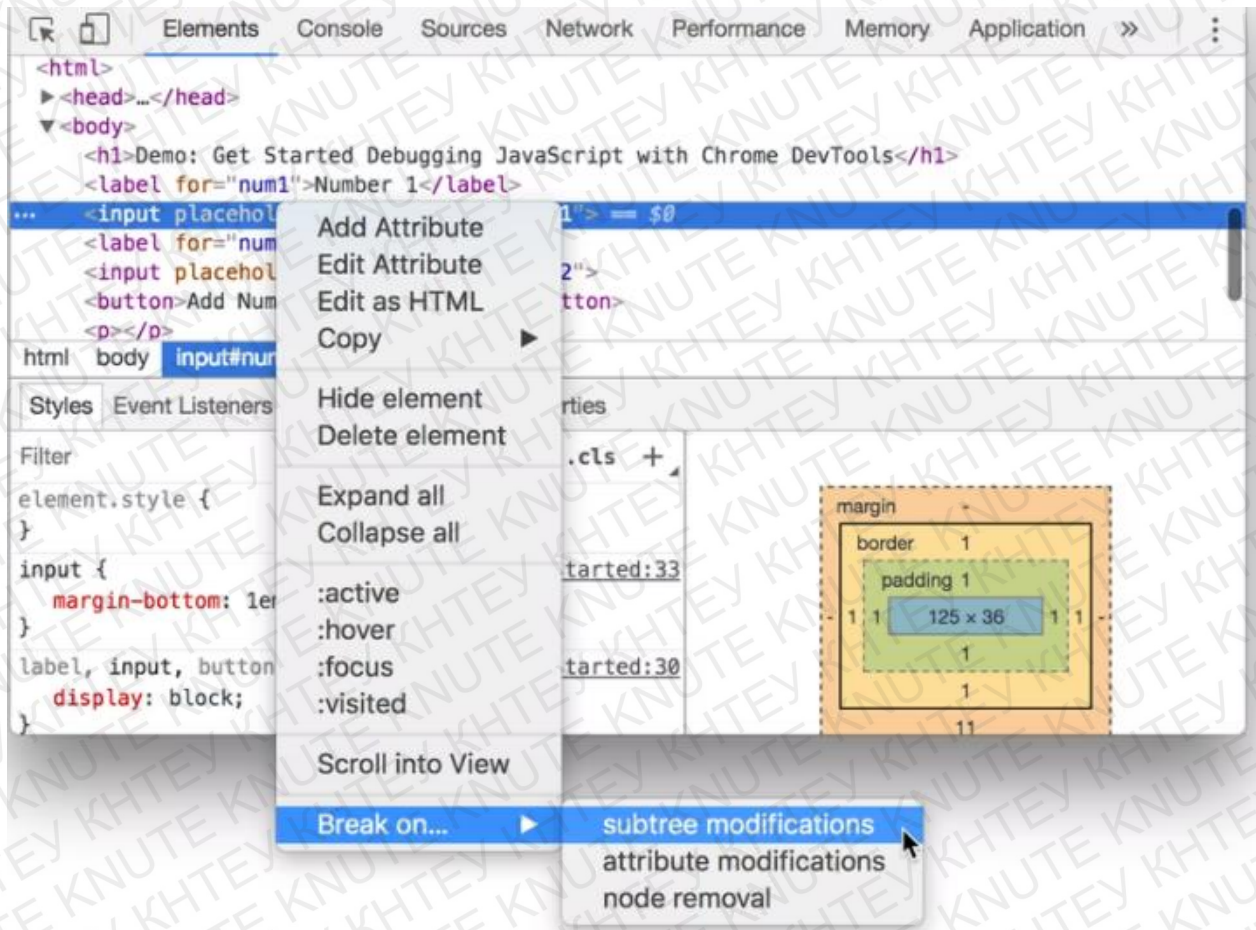 Elements Console Sources Network Performance Memory Application »
<html>
▶<head>…</head>
▼<body>
<h1>Demo: Get Started Debugging JavaScript with Chrome DevTools</h1>
<label for="num1">Number 1</label>
... <input placehol 1"> == $0
<label for="num
<input placehol 2">
<button>Add Num tton>
<p></p>
html body input#num
Add Attribute
Edit Attribute
Edit as HTML
Copy ▶
Hide element
Delete element
Expand all
Collapse all
:active
:hover
:focus
:visited
Scroll into View
Break on... ▶
subtree modifications
attribute modifications
node removal
Styles Event Listeners rties
Filter .cls +
element.style {
}
input { tarted:33
margin-bottom: 1em
}
label, input, button tarted:30
display: block;
}
margin -
border 1
padding 1
- 1 1 125 × 36 1 1 -
1
1
11
KNUTE KHTEY